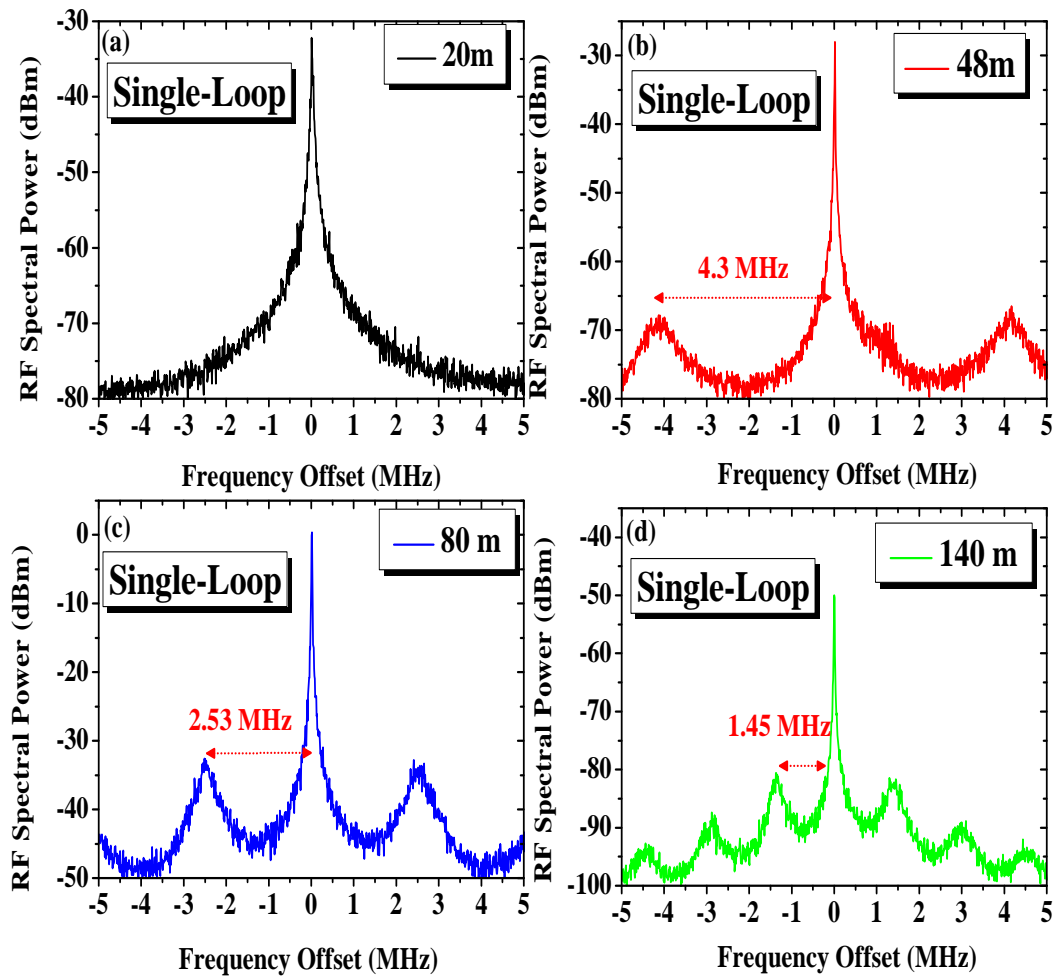 (a)
20m
Single-Loop
RF Spectral Power (dBm)
-30
-40
-50
-60
-70
-80
-5 -4 -3 -2 -1 0 1 2 3 4 5
Frequency Offset (MHz)
(b)
48m
Single-Loop
4.3 MHz
RF Spectral Power (dBm)
-30
-40
-50
-60
-70
-80
-5 -4 -3 -2 -1 0 1 2 3 4 5
Frequency Offset (MHz)
(c)
80 m
Single-Loop
2.53 MHz
RF Spectral Power (dBm)
0
-10
-20
-30
-40
-50
-5 -4 -3 -2 -1 0 1 2 3 4 5
Frequency Offset (MHz)
(d)
140 m
Single-Loop
1.45 MHz
RF Spectral Power (dBm)
-40
-50
-60
-70
-80
-90
-100
-5 -4 -3 -2 -1 0 1 2 3 4 5
Frequency Offset (MHz)